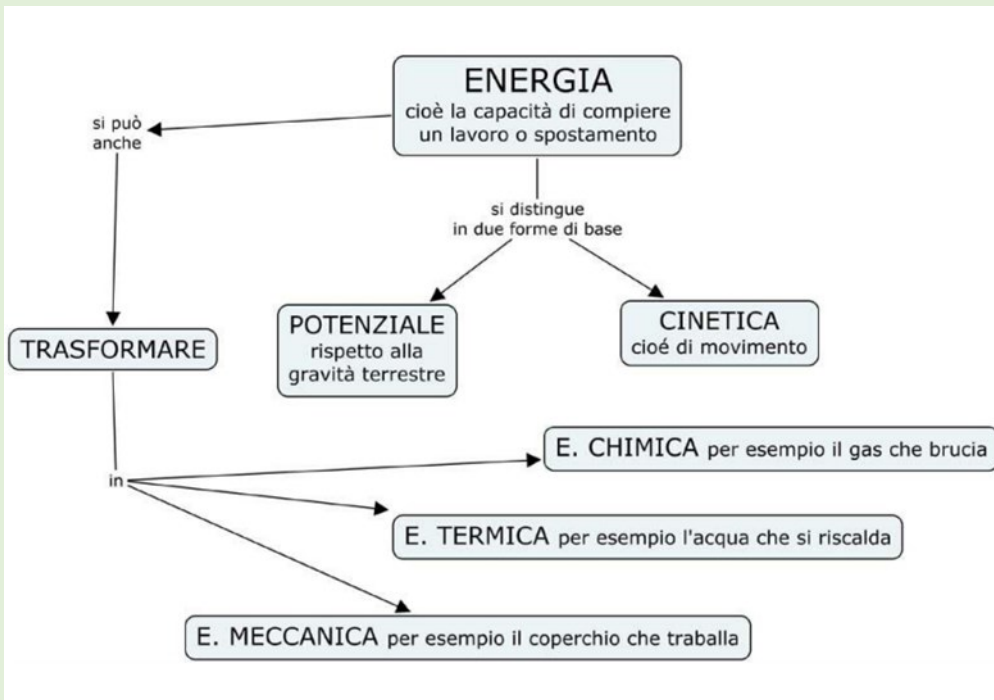 ENERGIA
cioè la capacità di compiere
un lavoro o spostamento
si può
anche
si distingue
in due forme di base
POTENZIALE
rispetto alla
gravità terrestre
CINETICA
cioé di movimento
TRASFORMARE
in
E. CHIMICA per esempio il gas che brucia
E. TERMICA per esempio l'acqua che si riscalda
E. MECCANICA per esempio il coperchio che traballa